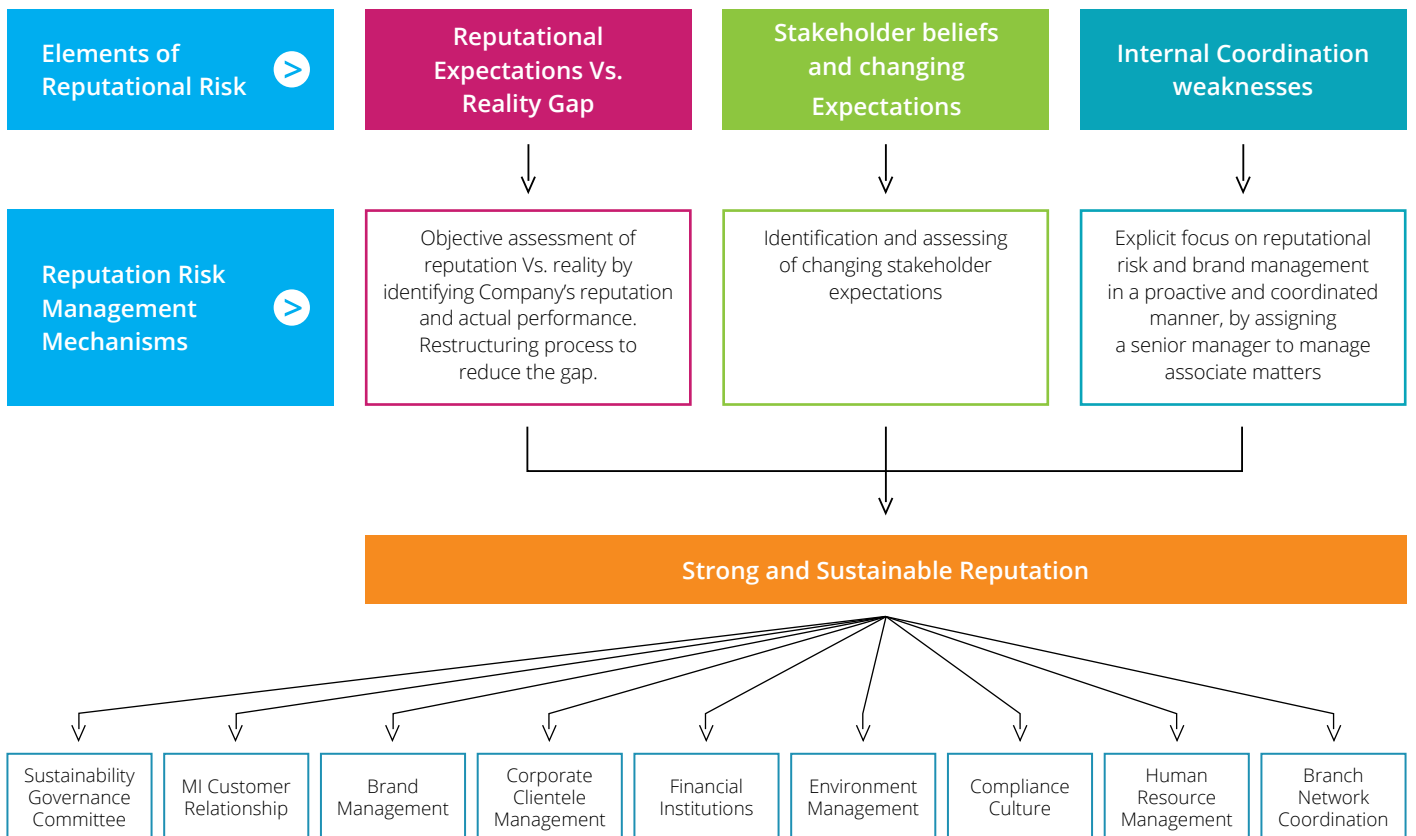 Elements of
Reputational Risk
>
Reputational
Expectations Vs.
Reality Gap
Stakeholder beliefs
and changing
Expectations
Internal Coordination
weaknesses
Reputation Risk
Management
Mechanisms
>
Objective assessment of
reputation Vs. reality by
identifying Company’s reputation
and actual performance.
Restructuring process to
reduce the gap.
Identification and assessing
of changing stakeholder
expectations
Explicit focus on reputational
risk and brand management
in a proactive and coordinated
manner, by assigning
a senior manager to manage
associate matters
Strong and Sustainable Reputation
Sustainability
Governance
Committee
MI Customer
Relationship
Brand
Management
Corporate
Clientele
Management
Financial
Institutions
Environment
Management
Compliance
Culture
Human
Resource
Management
Branch
Network
Coordination